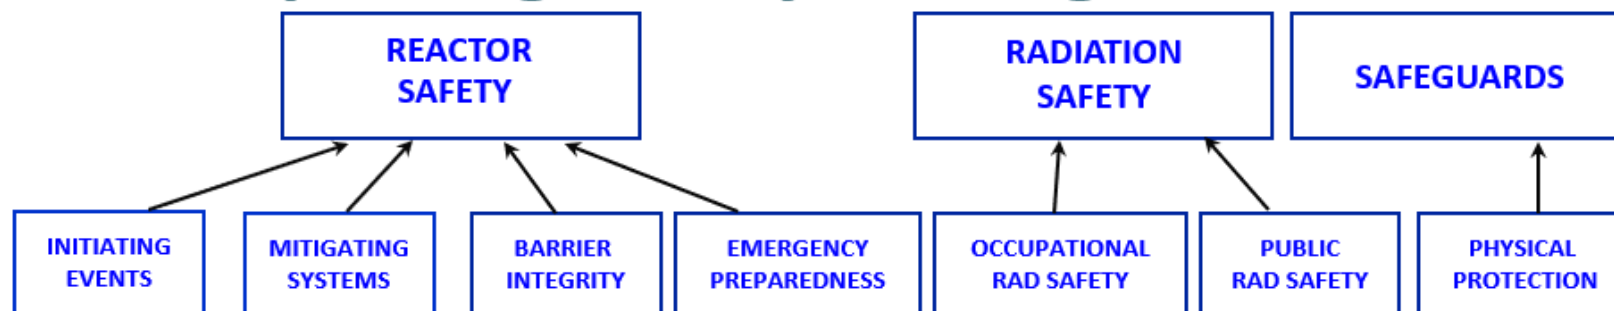 REACTOR
SAFETY
RADIATION
SAFETY
SAFEGUARDS
INITIATING
EVENTS
MITIGATING
SYSTEMS
BARRIER
INTEGRITY
EMERGENCY
PREPAREDNESS
OCCUPATIONAL
RAD SAFETY
PUBLIC
RAD SAFETY
PHYSICAL
PROTECTION